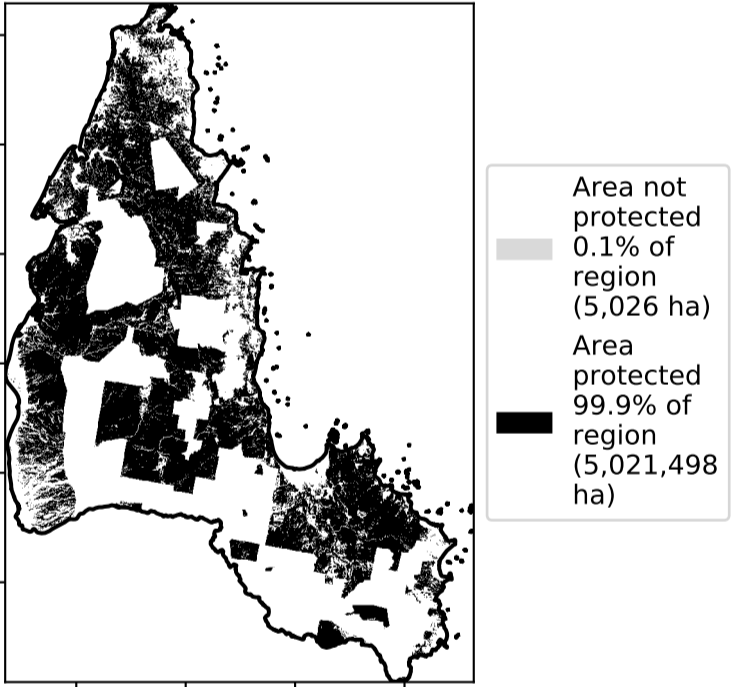 Area not
protected
0.1% of
region
(5,026 ha)
Area
protected
99.9% of
region
(5,021,498
ha)